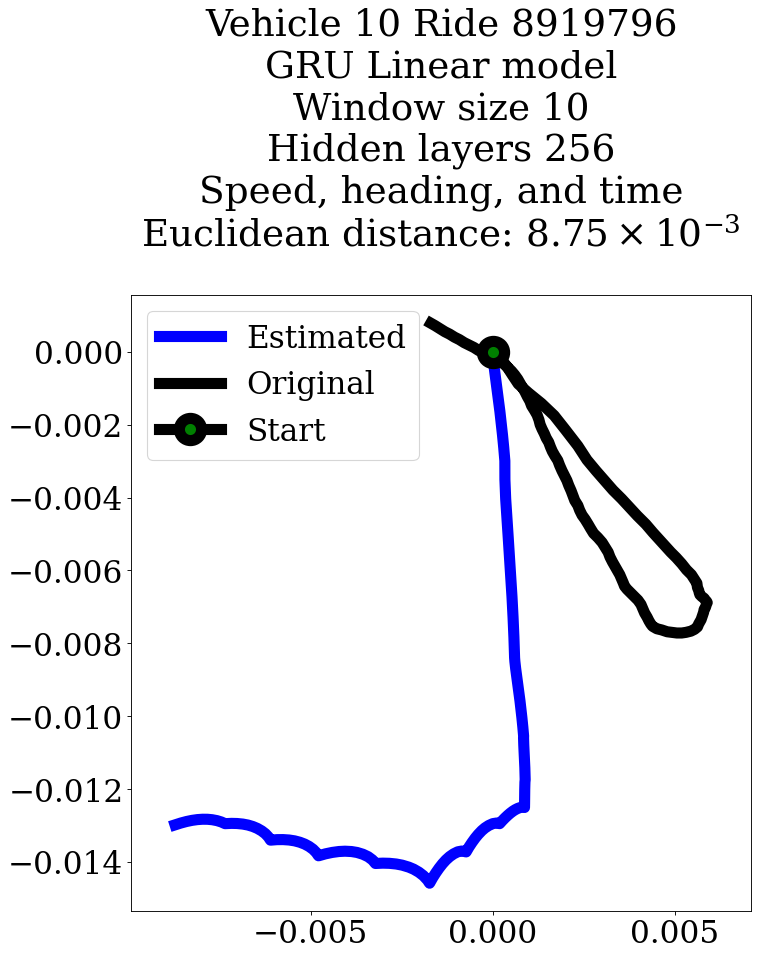 Vehicle 10 Ride 8919796
GRU Linear model
Window size 10
Hidden layers 256
Speed, heading, and time
Euclidean distance: 8.75 × 10⁻³
Estimated
Original
Start
0.000
−0.002
−0.004
−0.006
−0.008
−0.010
−0.012
−0.014
−0.005 0.000 0.005